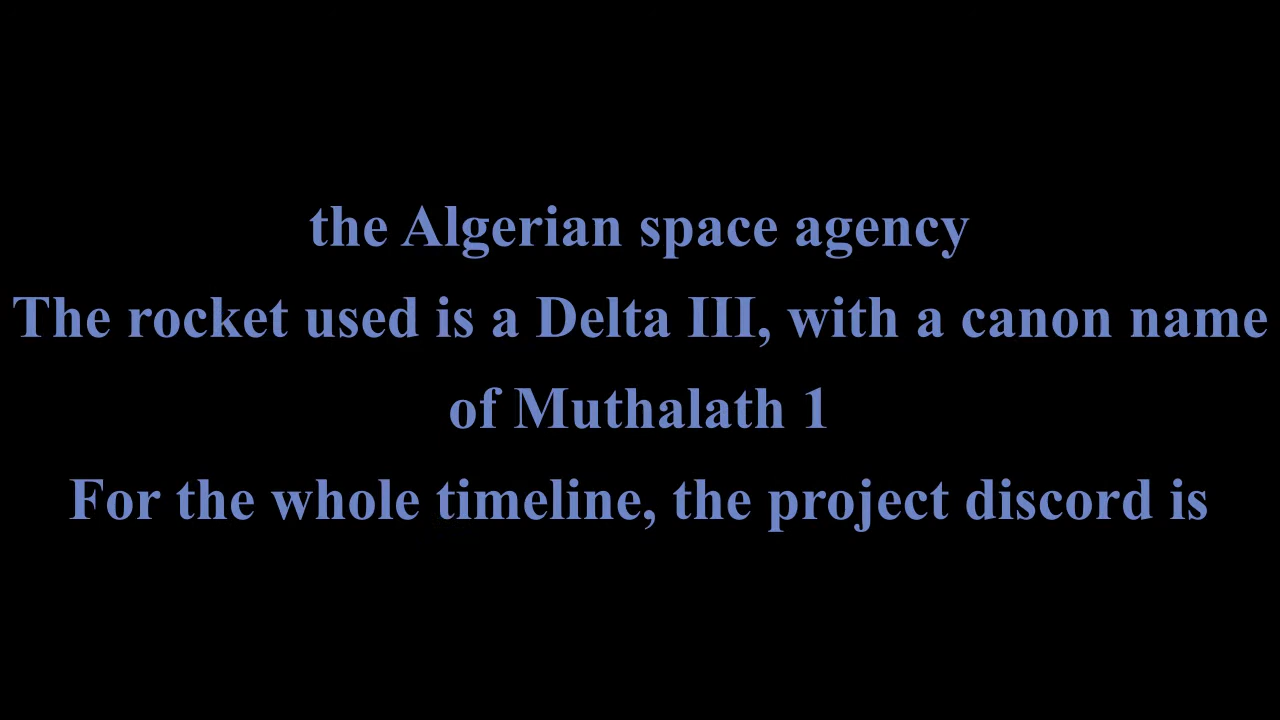 the Algerian space agency
The rocket used is a Delta III, with a canon name
of Muthalath 1
For the whole timeline, the project discord is